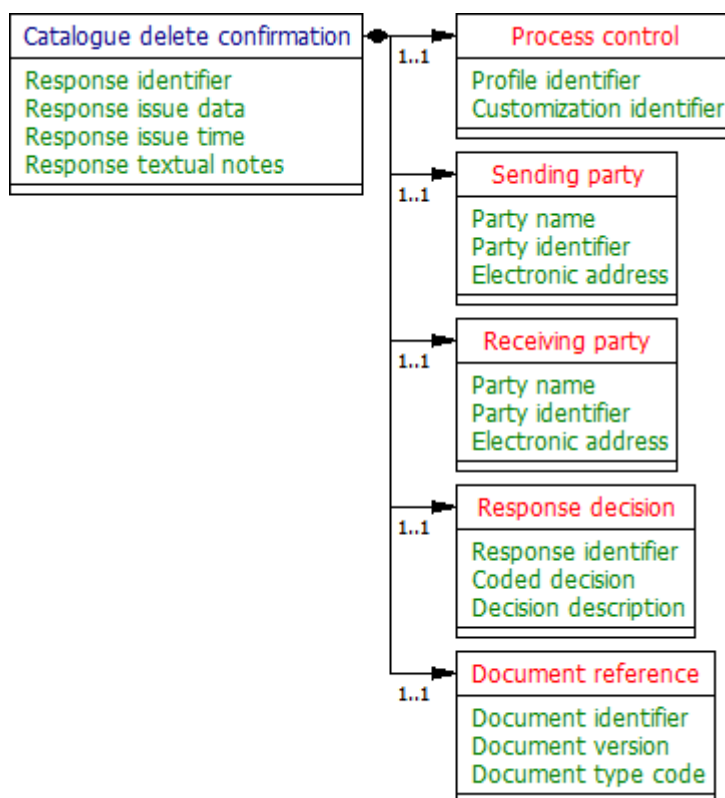 Catalogue delete confirmation
Response identifier
Response issue data
Response issue time
Response textual notes
1..1
Process control
Profile identifier
Customization identifier
1..1
Sending party
Party name
Party identifier
Electronic address
1..1
Receiving party
Party name
Party identifier
Electronic address
1..1
Response decision
Response identifier
Coded decision
Decision description
1..1
Document reference
Document identifier
Document version
Document type code